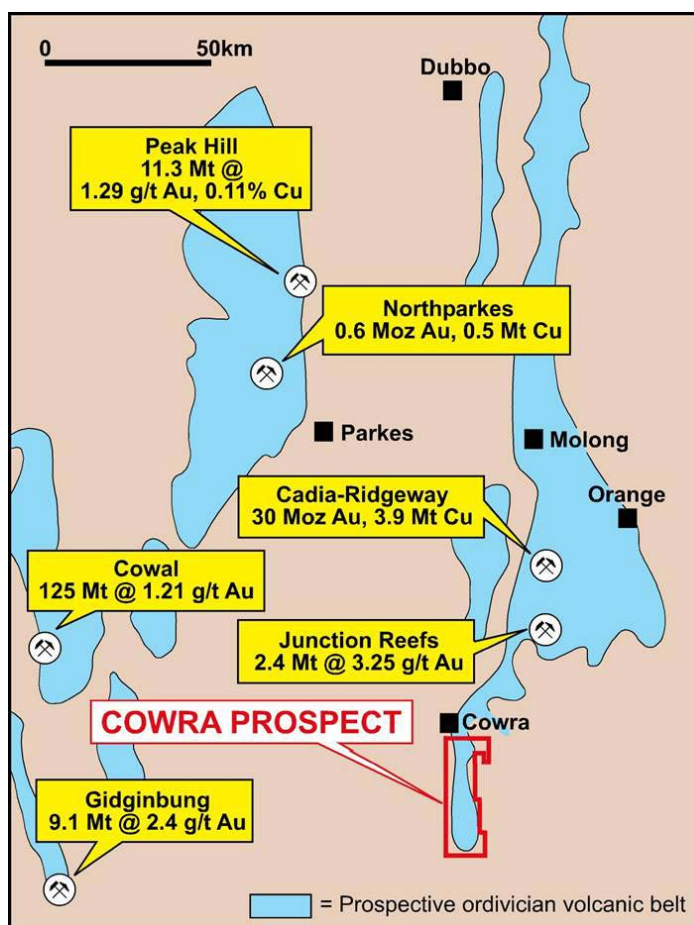 0 50km
Dubbo
Peak Hill
11.3 Mt @
1.29 g/t Au, 0.11% Cu
Northparkes
0.6 Moz Au, 0.5 Mt Cu
Parkes
Molong
Cadia-Ridgeway
30 Moz Au, 3.9 Mt Cu
Orange
Cowal
125 Mt @ 1.21 g/t Au
Junction Reefs
2.4 Mt @ 3.25 g/t Au
COWRA PROSPECT
Cowra
Gidginbung
9.1 Mt @ 2.4 g/t Au
= Prospective ordivician volcanic belt